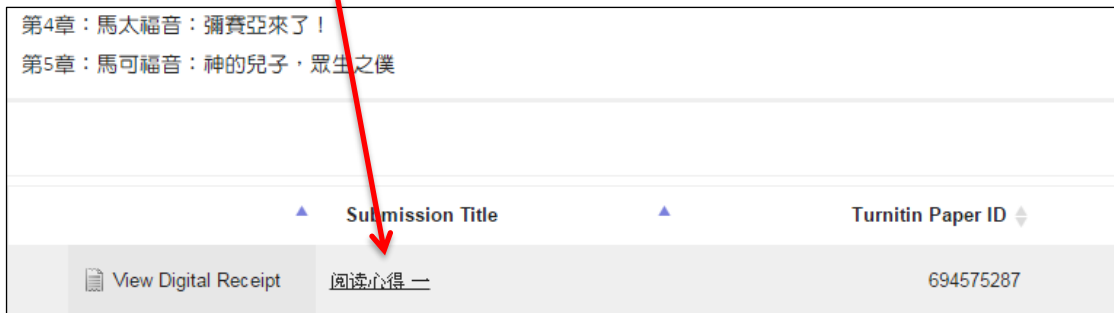 第4章：馬太福音：彌賽亞來了！
第5章：馬可福音：神的兒子，眾生之僕
Submission Title Turnitin Paper ID
View Digital Receipt 阅读心得 一 694575287